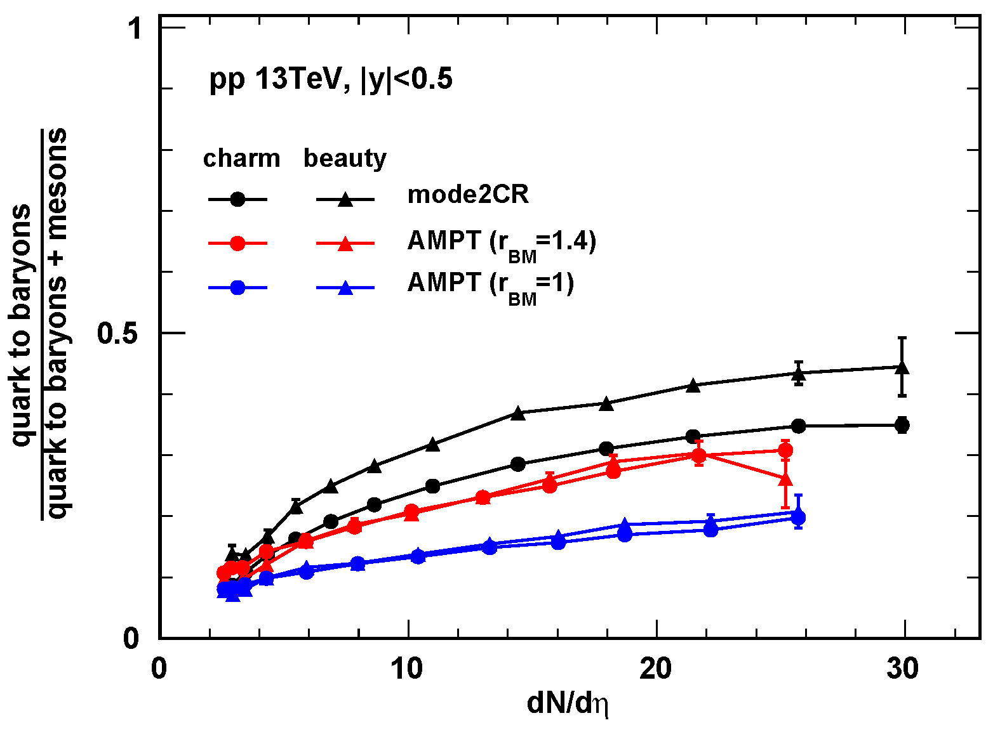 1
pp 13TeV, |y|<0.5
charm beauty
mode2CR
AMPT (rBM=1.4)
AMPT (rBM=1)
quark to baryons
quark to baryons + mesons
0.5
0
0 10 20 30
dN/dη